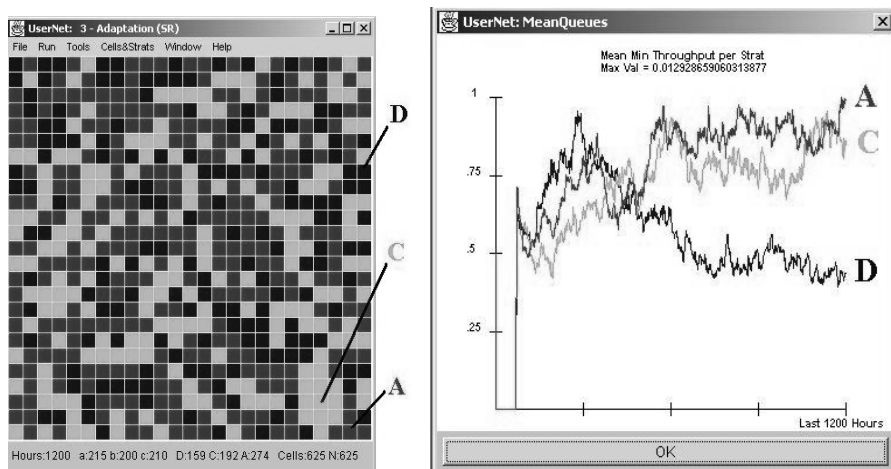 UserNet: 3 - Adaptation (SR)
File Run Tools Cells&Strats Window Help
D
C
A
Hours:1200 a:215 b:200 c:210 D:159 C:192 A:274 Cells:625 N:625
UserNet: MeanQueues
Mean Min Throughput per Strat
Max Val = 0.012928659060313877
1
.75
.5
.25
A
C
D
Last 1200 Hours
OK